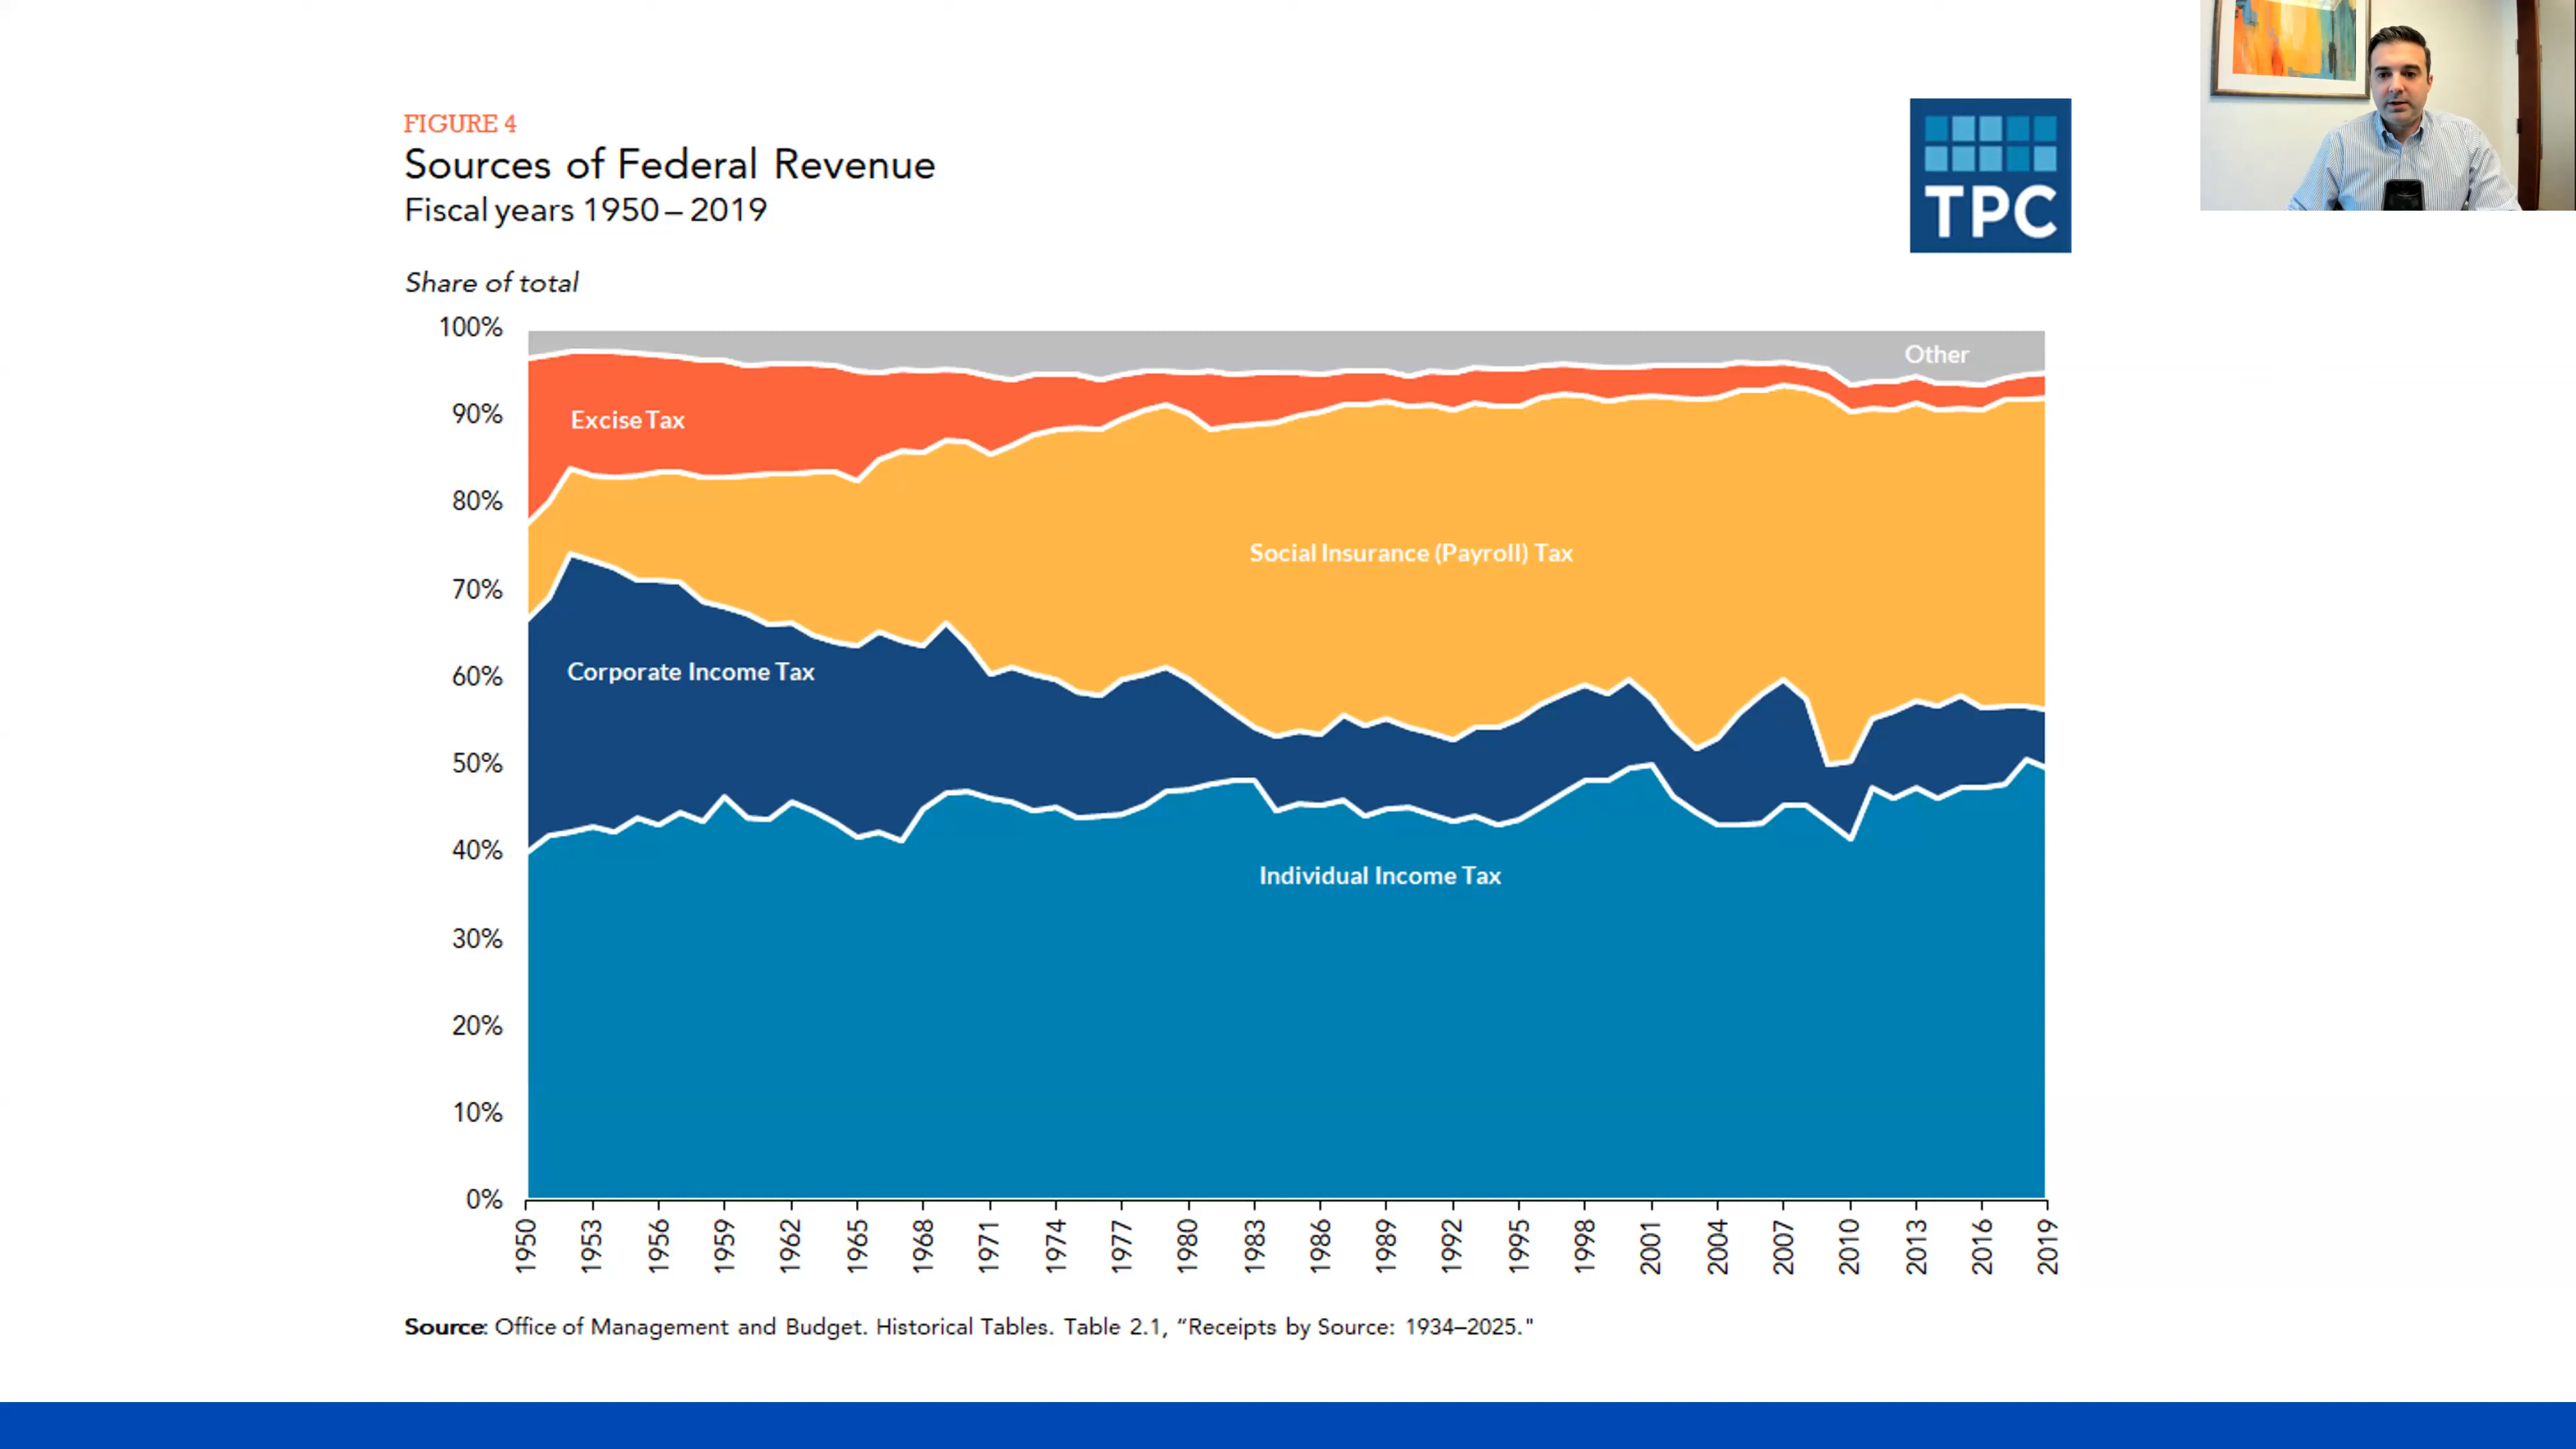 FIGURE 4
Sources of Federal Revenue
Fiscal years 1950 – 2019
TPC
Share of total
100%
90%
80%
70%
60%
50%
40%
30%
20%
10%
0%
Other
Excise Tax
Social Insurance (Payroll) Tax
Corporate Income Tax
Individual Income Tax
1950 1953 1956 1959 1962 1965 1968 1971 1974 1977 1980 1983 1986 1989 1992 1995 1998 2001 2004 2007 2010 2013 2016 2019
Source: Office of Management and Budget. Historical Tables. Table 2.1, “Receipts by Source: 1934–2025."